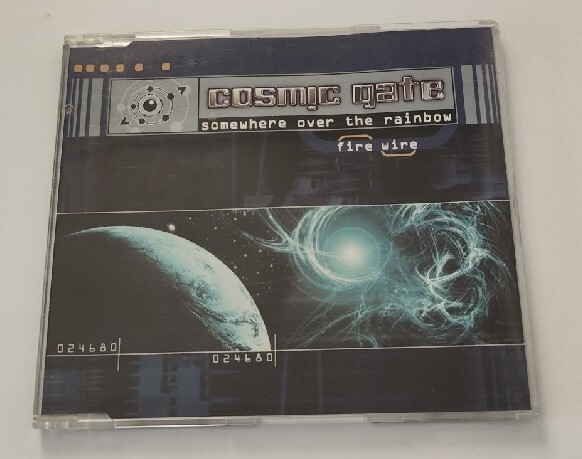 cosmic gate
somewhere over the rainbow
fire wire
024680
024680